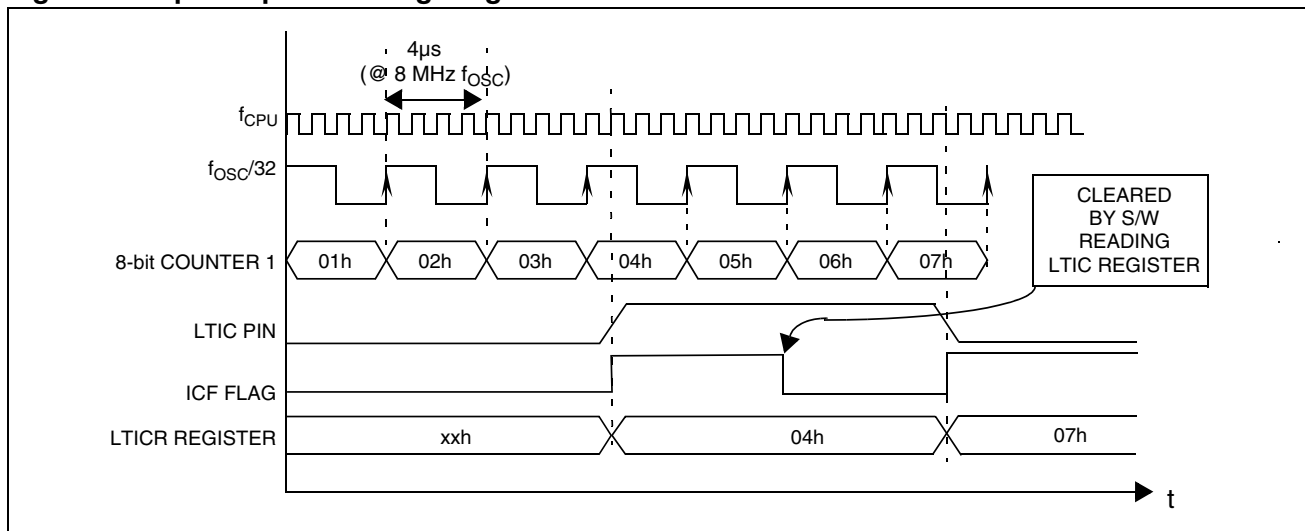 4µs
(@ 8 MHz fOSC)
fCPU
fOSC/32
CLEARED
BY S/W
READING
LTIC REGISTER
8-bit COUNTER 1 01h 02h 03h 04h 05h 06h 07h
LTIC PIN
ICF FLAG
LTICR REGISTER xxh 04h 07h
t